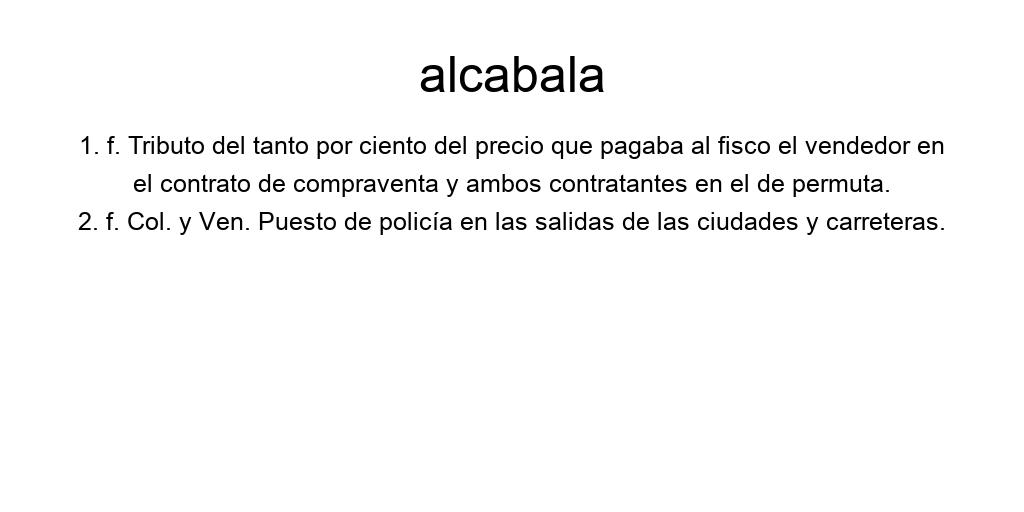 alcabala
1. f. Tributo del tanto por ciento del precio que pagaba al fisco el vendedor en
el contrato de compraventa y ambos contratantes en el de permuta.
2. f. Col. y Ven. Puesto de policía en las salidas de las ciudades y carreteras.